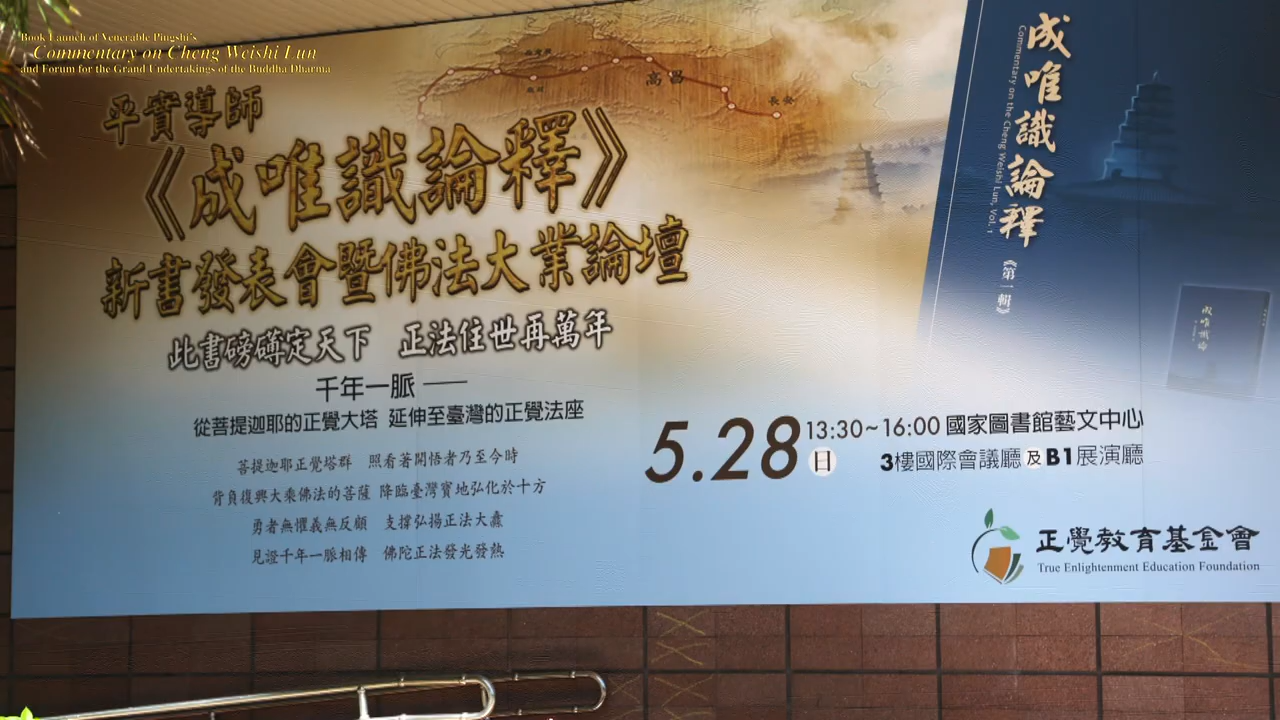 Book Launch of Venerable Pingshi's
Commentary on Cheng Weishi Lun
and Forum for the Grand Undertakings of the Buddha Dharma
平實導師
《成唯識論釋》
新書發表會暨佛法大業論壇
此書磅礴定天下 正法住世再萬年
千年一脈 ——
從菩提迦耶的正覺大塔 延伸至臺灣的正覺法座
菩提迦耶正覺塔群 照看著開悟者乃至今時
背負復興大乘佛法的菩薩 降臨臺灣寶地弘化於十方
勇者無懼義無反顧 支撐弘揚正法大纛
見證千年一脈相傳 佛陀正法發光發熱
高昌
長安
成唯識論釋
Commentary on the Cheng Weishi Lun, Vol. 1
《第一輯》
成唯識論
5.28 日 13:30~16:00 國家圖書館藝文中心
3樓國際會議廳及B1展演廳
正覺教育基金會
True Enlightenment Education Foundation